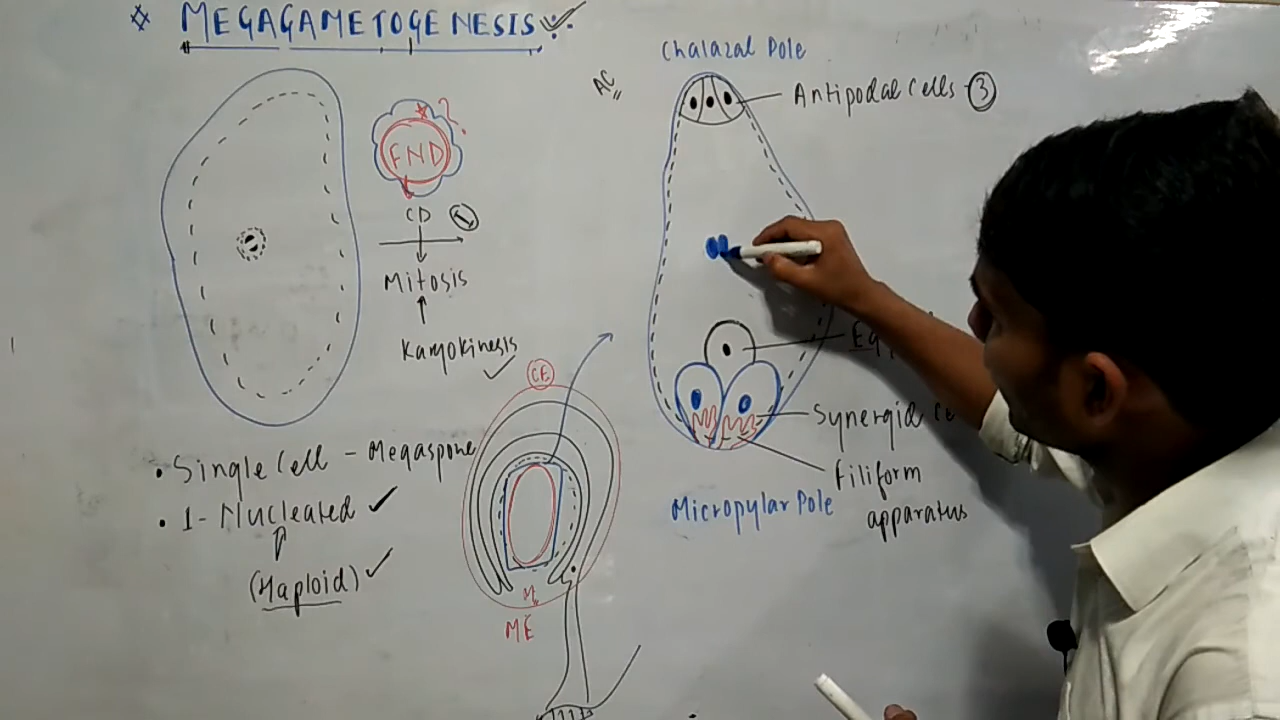 MEGAGAMETOGENESIS
FND
?
CD
1
Mitosis
Karyokinesis
CE
• Single Cell - Megaspore
• 1- Nucleated
(Haploid)
M
ME
AC
Chalazal Pole
Antipodal Cells - 3
Synergid Ce
Filiform
apparatus
Micropylar Pole